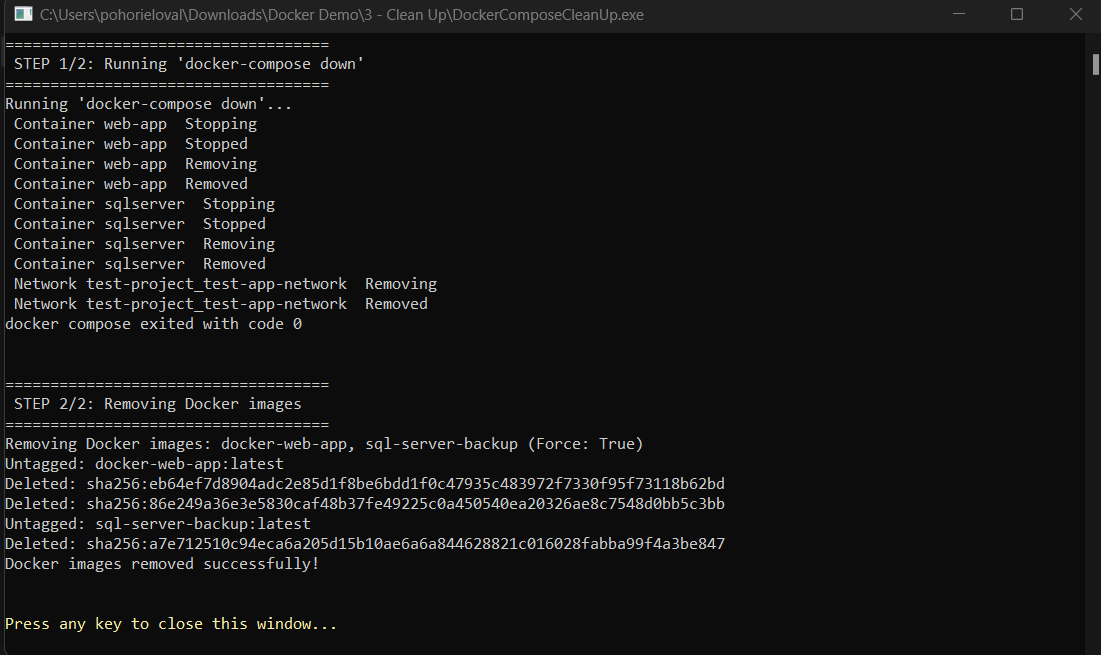 C:\Users\pohorieloval\Downloads\Docker Demo\3 - Clean Up\DockerComposeCleanUp.exe
====================================
STEP 1/2: Running 'docker-compose down'
====================================
Running 'docker-compose down'...
Container web-app  Stopping
Container web-app  Stopped
Container web-app  Removing
Container web-app  Removed
Container sqlserver  Stopping
Container sqlserver  Stopped
Container sqlserver  Removing
Container sqlserver  Removed
Network test-project_test-app-network  Removing
Network test-project_test-app-network  Removed
docker compose exited with code 0
====================================
STEP 2/2: Removing Docker images
====================================
Removing Docker images: docker-web-app, sql-server-backup (Force: True)
Untagged: docker-web-app:latest
Deleted: sha256:eb64ef7d8904adc2e85d1f8be6bdd1f0c47935c483972f7330f95f73118b62bd
Deleted: sha256:86e249a36e3e5830caf48b37fe49225c0a450540ea20326ae8c7548d0bb5c3bb
Untagged: sql-server-backup:latest
Deleted: sha256:a7e712510c94eca6a205d15b10ae6a6a844628821c016028fabba99f4a3be847
Docker images removed successfully!
Press any key to close this window...